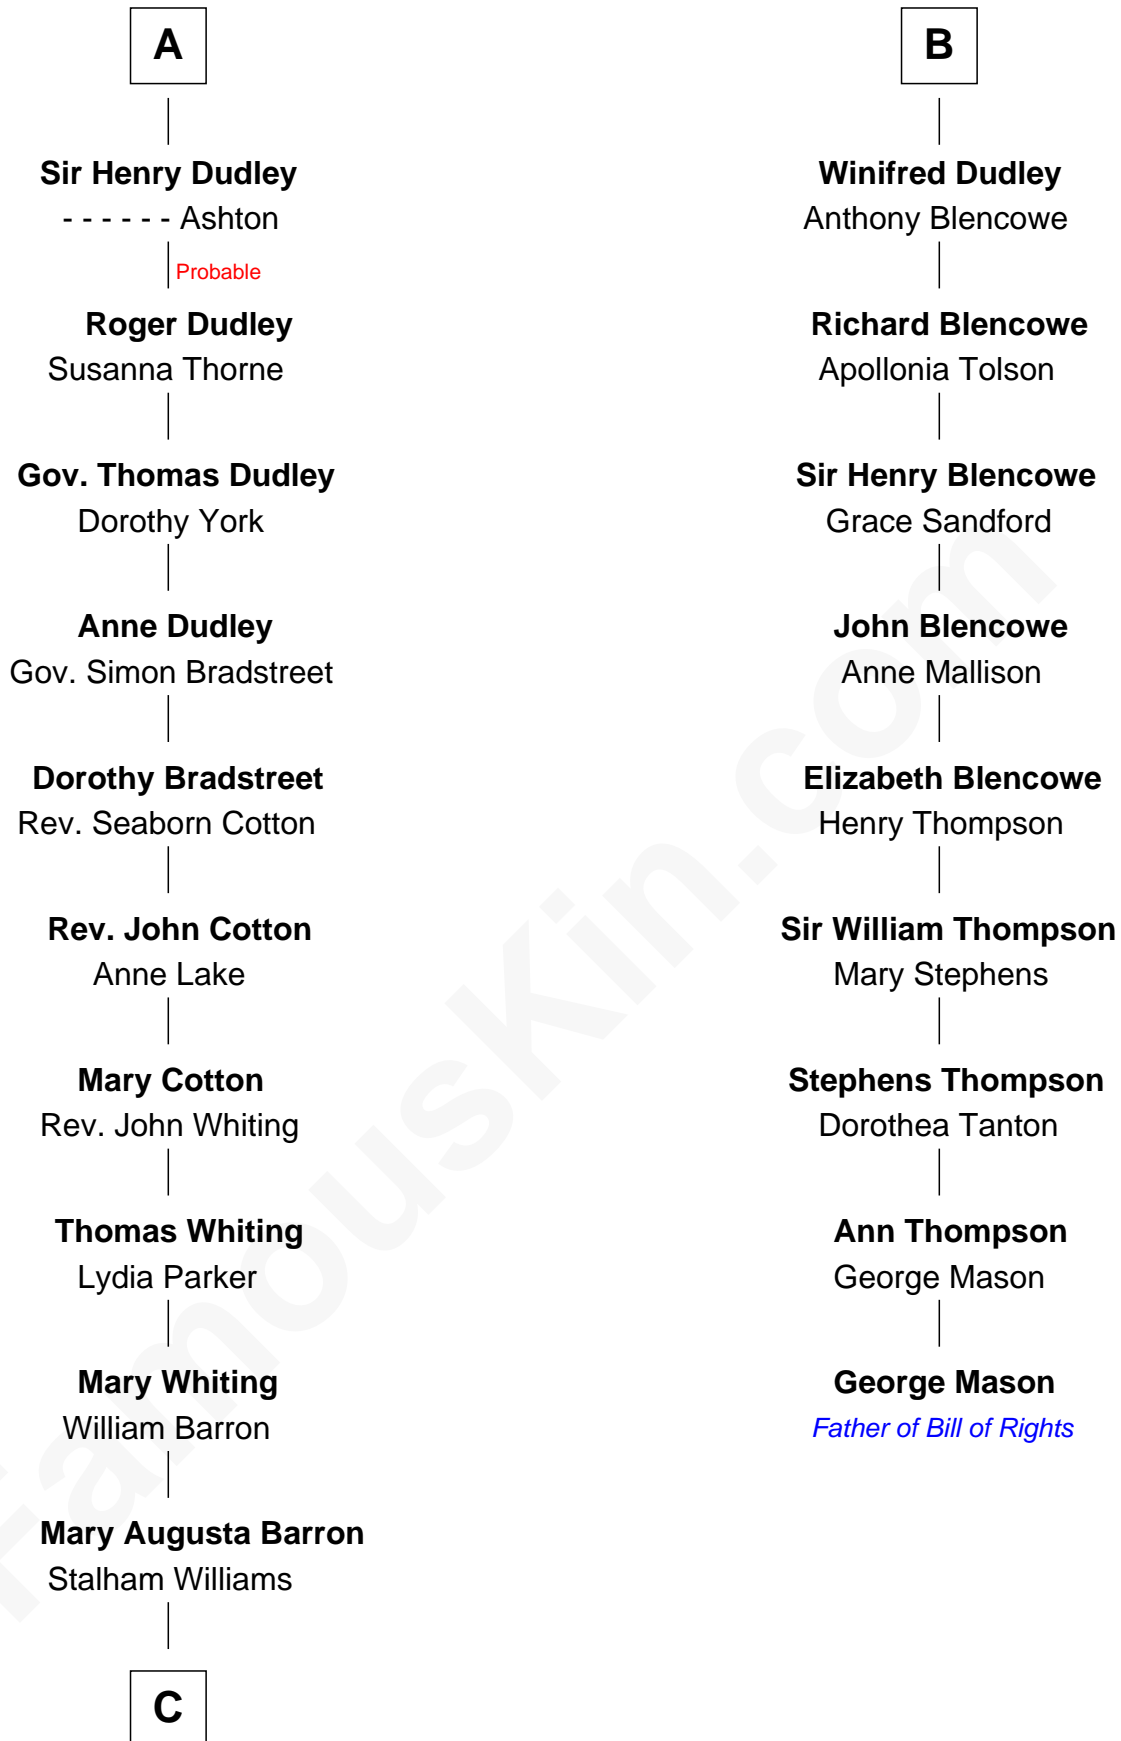 A
Sir Henry Dudley
- - - - - - Ashton
Probable
Roger Dudley
Susanna Thorne
Gov. Thomas Dudley
Dorothy York
Anne Dudley
Gov. Simon Bradstreet
Dorothy Bradstreet
Rev. Seaborn Cotton
Rev. John Cotton
Anne Lake
Mary Cotton
Rev. John Whiting
Thomas Whiting
Lydia Parker
Mary Whiting
William Barron
Mary Augusta Barron
Stalham Williams
C
B
Winifred Dudley
Anthony Blencowe
Richard Blencowe
Apollonia Tolson
Sir Henry Blencowe
Grace Sandford
John Blencowe
Anne Mallison
Elizabeth Blencowe
Henry Thompson
Sir William Thompson
Mary Stephens
Stephens Thompson
Dorothea Tanton
Ann Thompson
George Mason
George Mason
Father of Bill of Rights
FamousKin.com